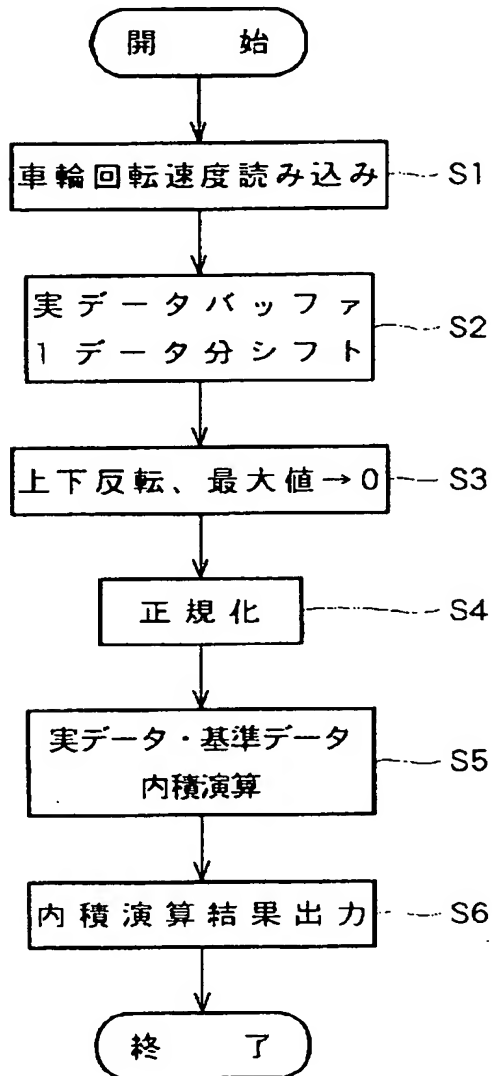 開始
車輪回転速度読み込み
S1
実データバッファ
1データ分シフト
S2
上下反転、最大値→0
S3
正規化
S4
実データ・基準データ
内積演算
S5
内積演算結果出力
S6
終了